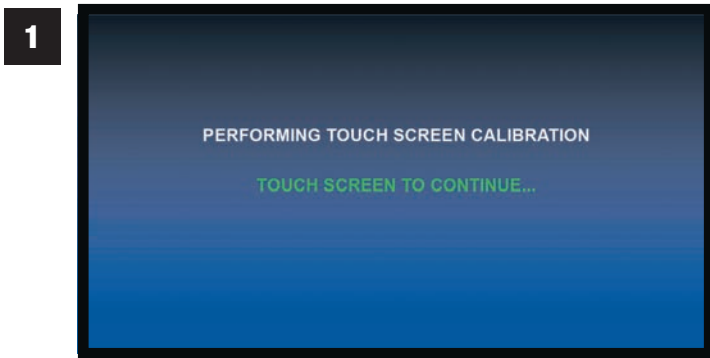 1
PERFORMING TOUCH SCREEN CALIBRATION
TOUCH SCREEN TO CONTINUE...